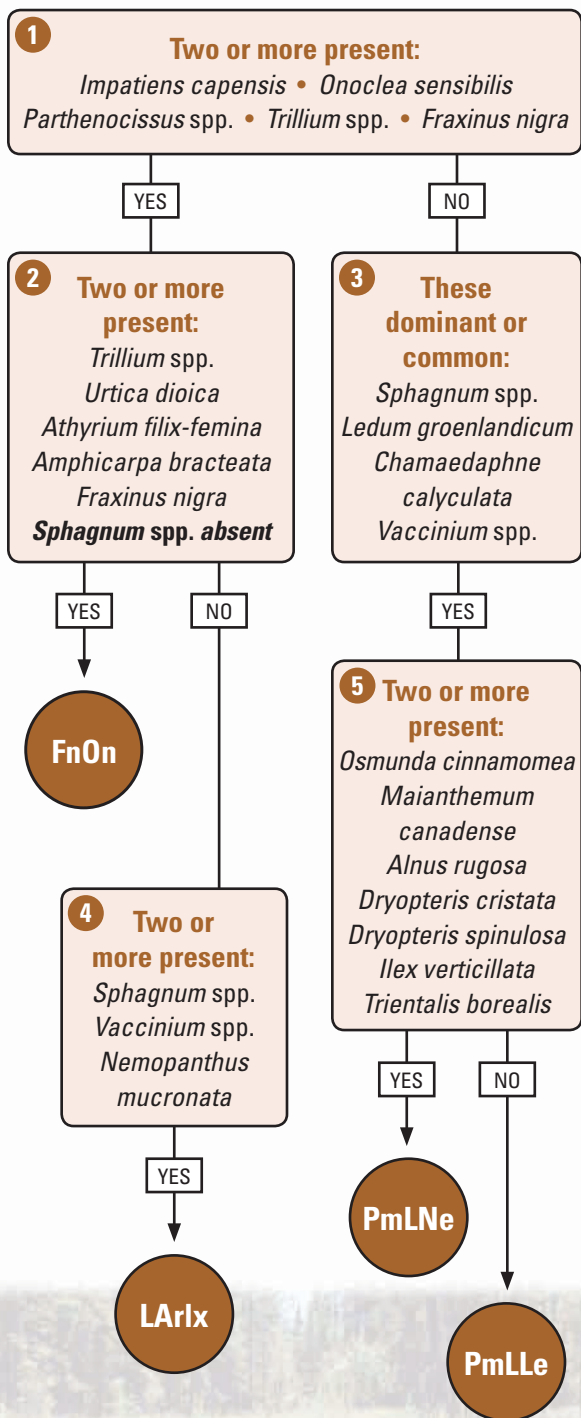 1
Two or more present:
Impatiens capensis • Onoclea sensibilis
Parthenocissus spp. • Trillium spp. • Fraxinus nigra
YES
NO
2
Two or more
present:
Trillium spp.
Urtica dioica
Athyrium filix-femina
Amphicarpa bracteata
Fraxinus nigra
Sphagnum spp. absent
3
These
dominant or
common:
Sphagnum spp.
Ledum groenlandicum
Chamaedaphne
calyculata
Vaccinium spp.
YES
NO
YES
FnOn
5
Two or more
present:
Osmunda cinnamomea
Maianthemum
canadense
Alnus rugosa
Dryopteris cristata
Dryopteris spinulosa
Ilex verticillata
Trientalis borealis
4
Two or
more present:
Sphagnum spp.
Vaccinium spp.
Nemopanthus
mucronata
YES
NO
YES
PmLNe
LArIx
PmLLe